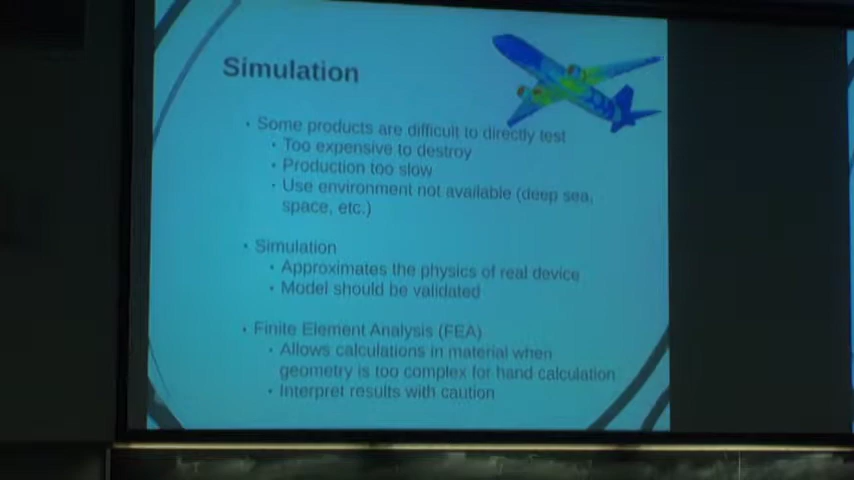 Simulation
• Some products are difficult to directly test
• Too expensive to destroy
• Production too slow
• Use environment not available (deep sea,
space, etc.)
• Simulation
• Approximates the physics of real device
• Model should be validated
• Finite Element Analysis (FEA)
• Allows calculations in material when
geometry is too complex for hand calculation
• Interpret results with caution